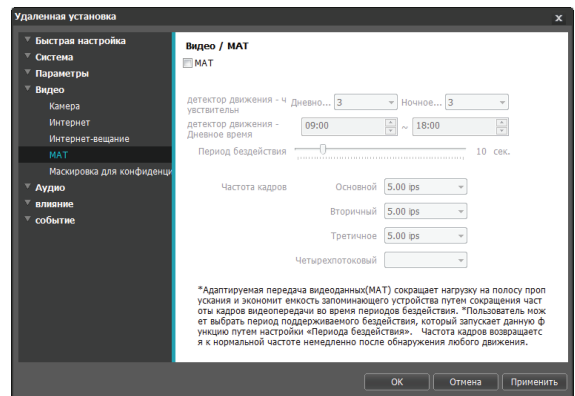 Удаленная установка x
Быстрая настройка
Система
Параметры
Видео
Камера
Интернет
Интернет-вещание
MAT
Маскировка для конфиденци
Аудио
влияние
событие
Видео / MAT
MAT
детектор движения - ч
увствительн
Дневно... 3 Ночное... 3
детектор движения -
Дневное время
09:00 ~ 18:00
Период бездействия 10 сек.
Частота кадров Основной 5.00 ips
Вторичный 5.00 ips
Третичное 5.00 ips
Четырехпотоковый
*Адаптируемая передача видеоданных(MAT) сокращает нагрузку на полосу проп
ускания и экономит емкость запоминающего устройства путем сокращения част
оты кадров видеопередачи во время периодов бездействия. *Пользователь мож
ет выбрать период поддерживаемого бездействия, который запускает данную ф
ункцию путем настройки «Периода бездействия». Частота кадров возвращаетс
я к нормальной частоте немедленно после обнаружения любого движения.
OK Отмена Применить